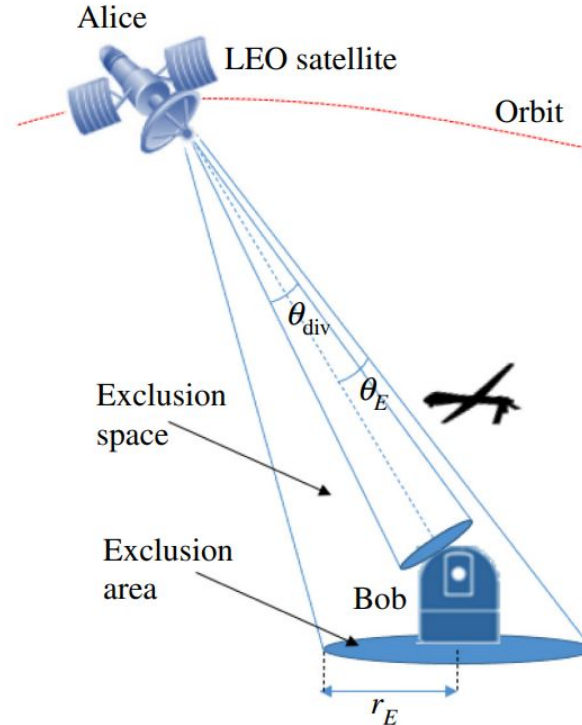 Alice
LEO satellite
Orbit
θdiv
θE
Exclusion
space
Exclusion
area
Bob
rE